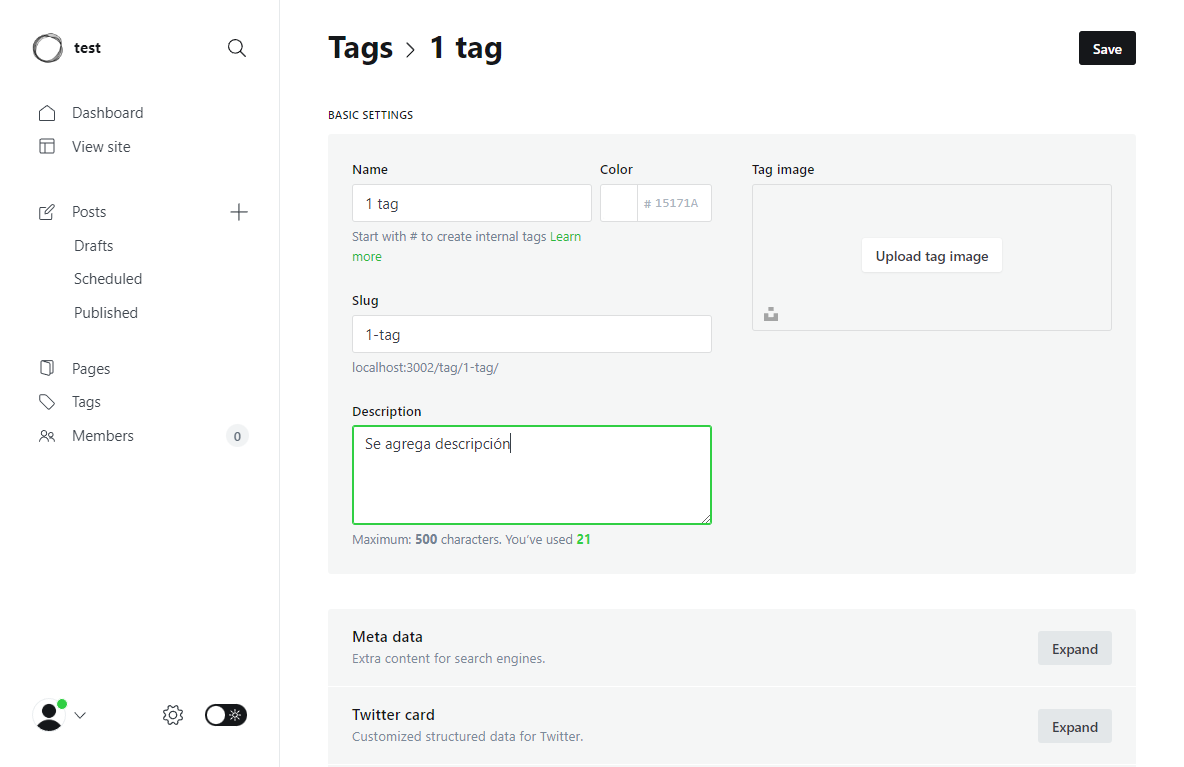 test
Dashboard
View site
Posts
Drafts
Scheduled
Published
Pages
Tags
Members
0
Tags > 1 tag
Save
BASIC SETTINGS
Name
1 tag
Start with # to create internal tags Learn
more
Color
# 15171A
Slug
1-tag
localhost:3002/tag/1-tag/
Description
Se agrega descripción
Maximum: 500 characters. You’ve used 21
Tag image
Upload tag image
Meta data
Extra content for search engines.
Expand
Twitter card
Customized structured data for Twitter.
Expand